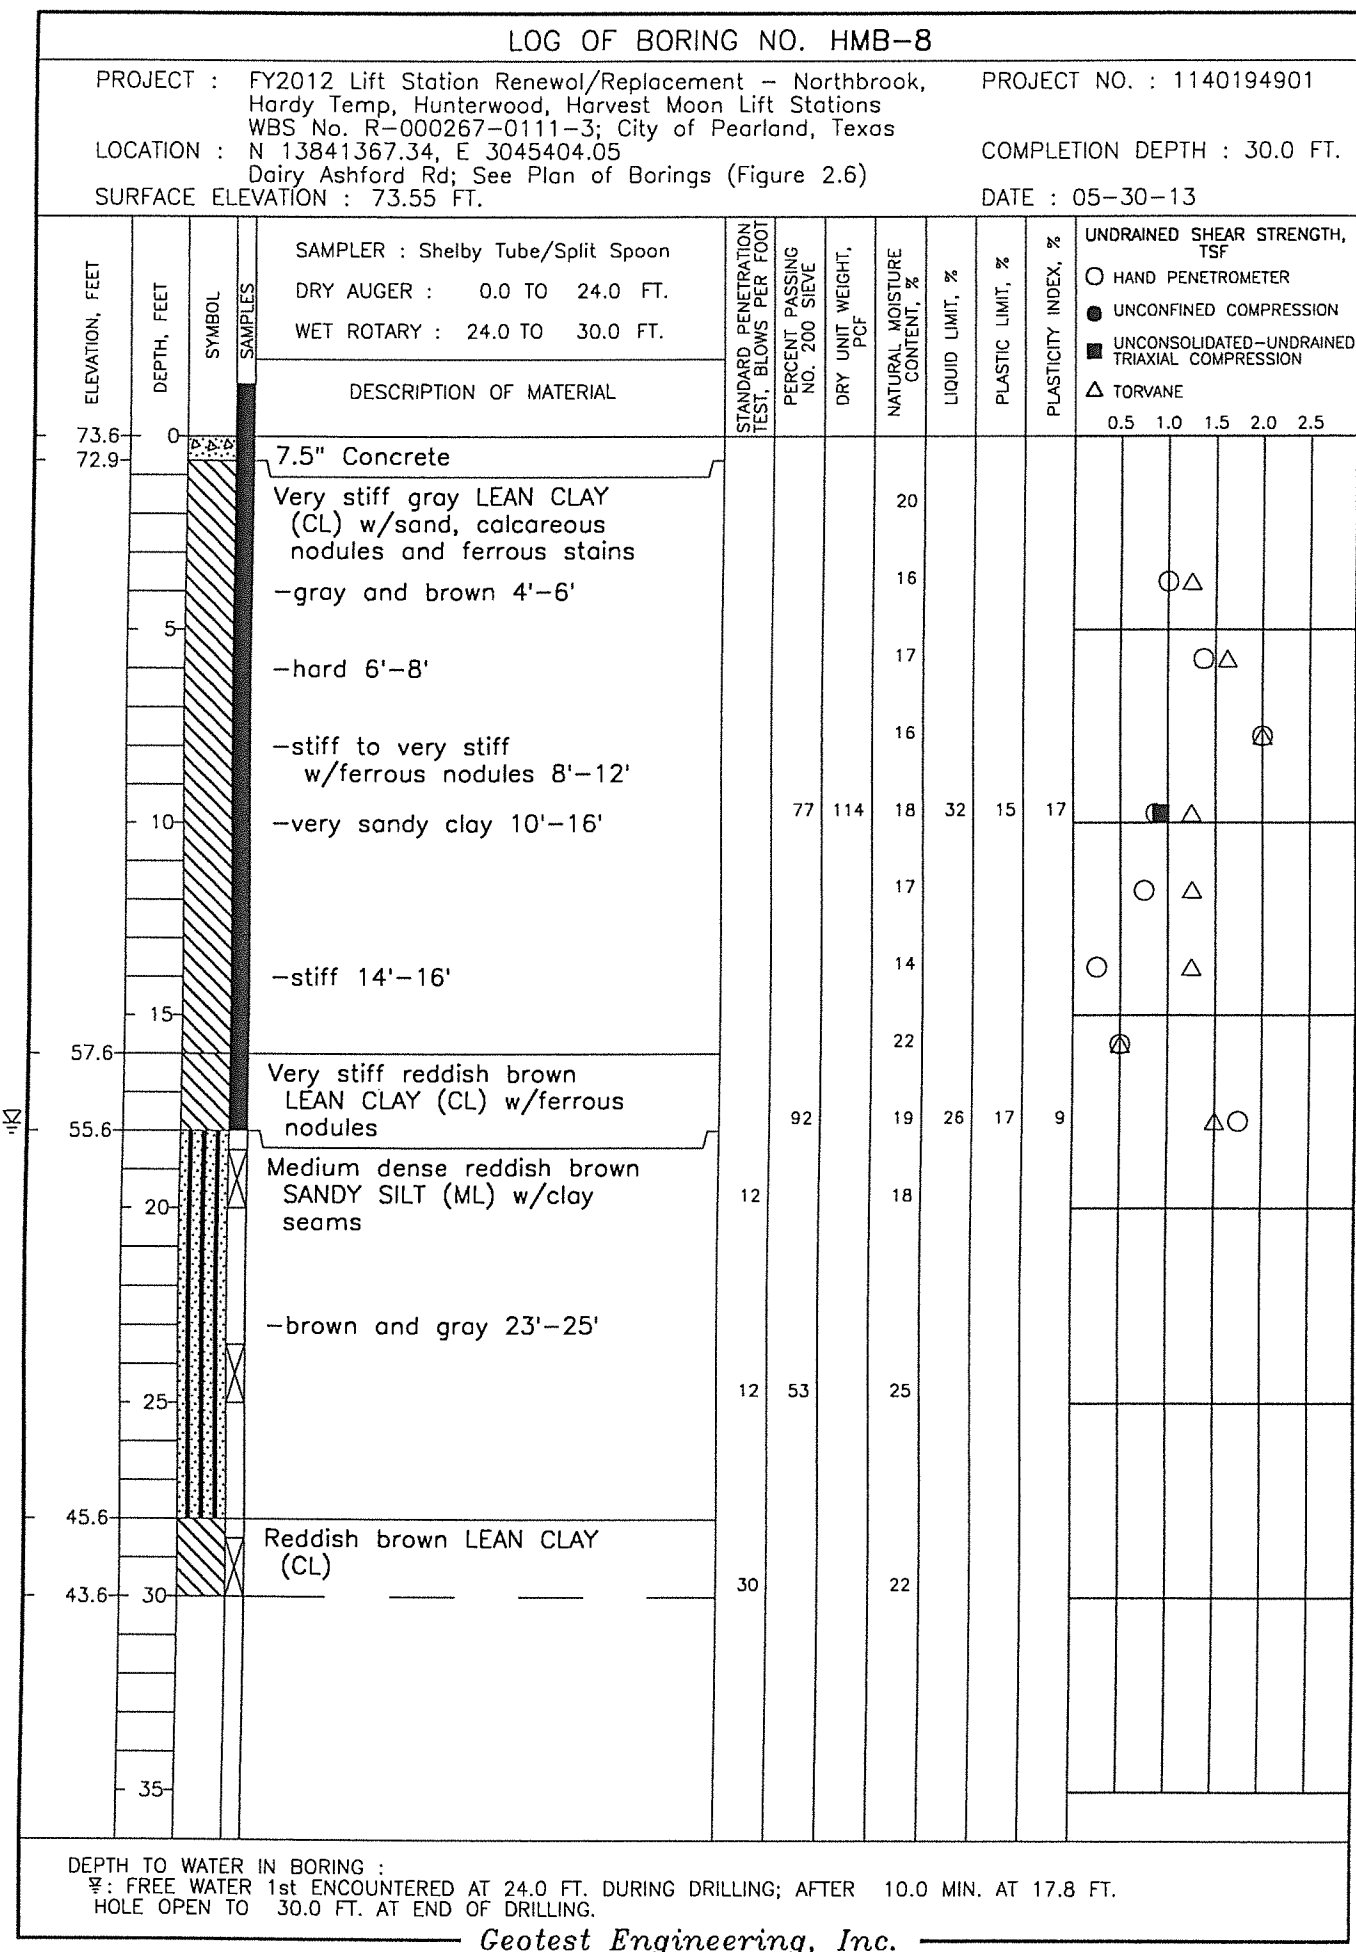 LOG OF BORING NO. HMB-8
PROJECT : FY2012 Lift Station Renewal/Replacement - Northbrook,
Hardy Temp, Hunterwood, Harvest Moon Lift Stations
WBS No. R-000267-0111-3; City of Pearland, Texas
PROJECT NO. : 1140194901
LOCATION : N 13841367.34, E 3045404.05
Dairy Ashford Rd; See Plan of Borings (Figure 2.6)
COMPLETION DEPTH : 30.0 FT.
SURFACE ELEVATION : 73.55 FT.
DATE : 05-30-13
ELEVATION, FEET
DEPTH, FEET
SYMBOL
SAMPLES
SAMPLER : Shelby Tube/Split Spoon
DRY AUGER : 0.0 TO 24.0 FT.
WET ROTARY : 24.0 TO 30.0 FT.
DESCRIPTION OF MATERIAL
STANDARD PENETRATION
TEST, BLOWS PER FOOT
PERCENT PASSING
NO. 200 SIEVE
DRY UNIT WEIGHT,
PCF
NATURAL MOISTURE
CONTENT, %
LIQUID LIMIT, %
PLASTIC LIMIT, %
PLASTICITY INDEX, %
UNDRAINED SHEAR STRENGTH,
TSF
HAND PENETROMETER
UNCONFINED COMPRESSION
UNCONSOLIDATED-UNDRAINED
TRIAXIAL COMPRESSION
TORVANE
0.5 1.0 1.5 2.0 2.5
73.6 0
72.9
7.5" Concrete
Very stiff gray LEAN CLAY
(CL) w/sand, calcareous
nodules and ferrous stains
20
-gray and brown 4'-6'
16
5
-hard 6'-8'
17
-stiff to very stiff
w/ferrous nodules 8'-12'
16
10
-very sandy clay 10'-16'
77 114 18 32 15 17
17
-stiff 14'-16'
14
15
57.6
22
Very stiff reddish brown
LEAN CLAY (CL) w/ferrous
nodules
92 19 26 17 9
55.6
Medium dense reddish brown
SANDY SILT (ML) w/clay
seams
20
12 18
-brown and gray 23'-25'
25
12 53 25
45.6
Reddish brown LEAN CLAY
(CL)
43.6 30
30 22
35
DEPTH TO WATER IN BORING :
: FREE WATER 1st ENCOUNTERED AT 24.0 FT. DURING DRILLING; AFTER 10.0 MIN. AT 17.8 FT.
HOLE OPEN TO 30.0 FT. AT END OF DRILLING.
Geotest Engineering, Inc.